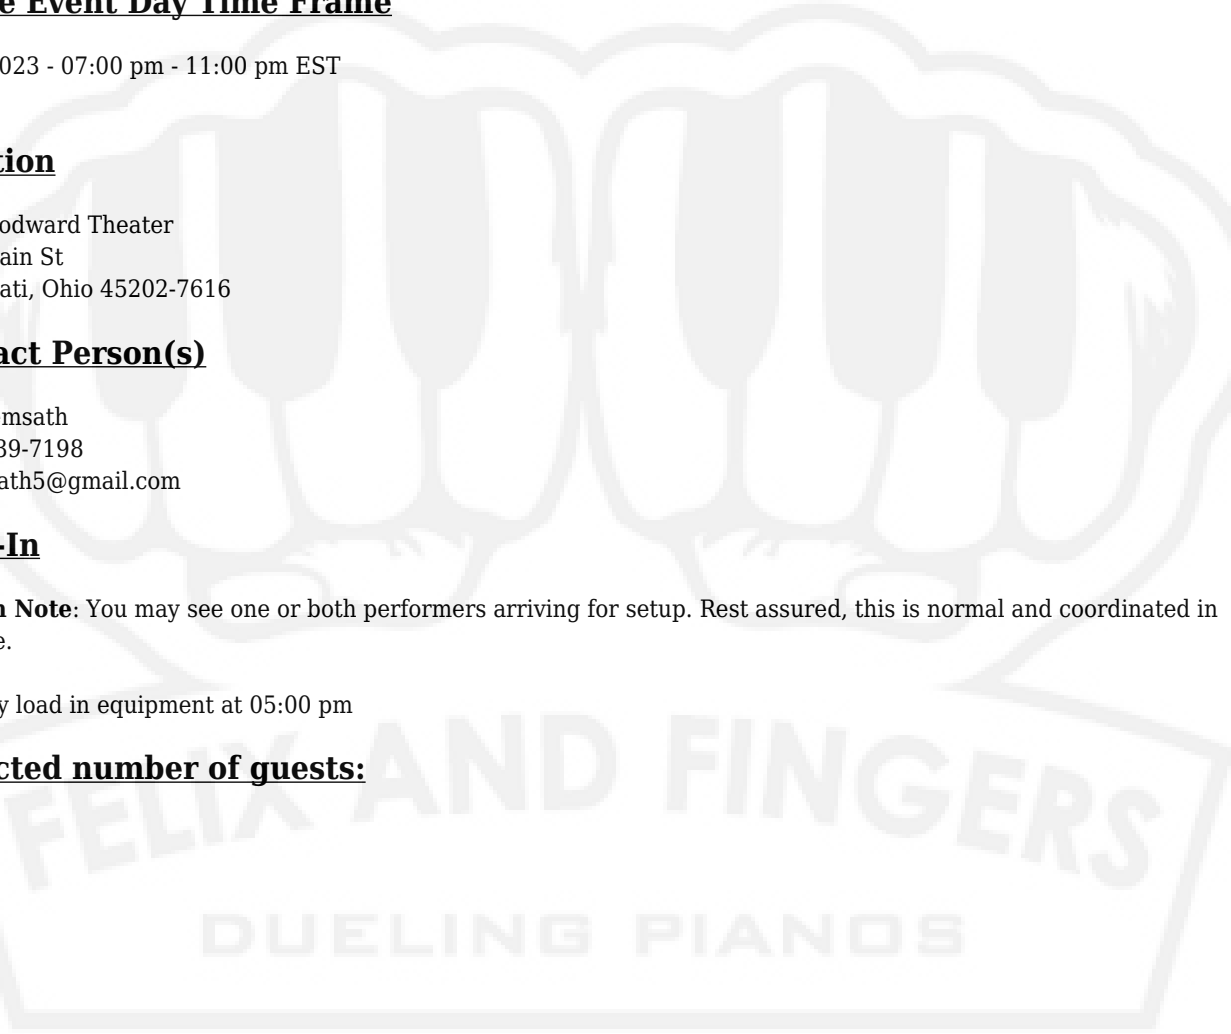 e Event Day Time Frame
023 - 07:00 pm - 11:00 pm EST
tion
odward Theater
ain St
ati, Ohio 45202-7616
act Person(s)
msath
39-7198
ath5@gmail.com
-In
n Note: You may see one or both performers arriving for setup. Rest assured, this is normal and coordinated in
e.
y load in equipment at 05:00 pm
cted number of guests:
FELIX AND FINGERS
DUELING PIANOS